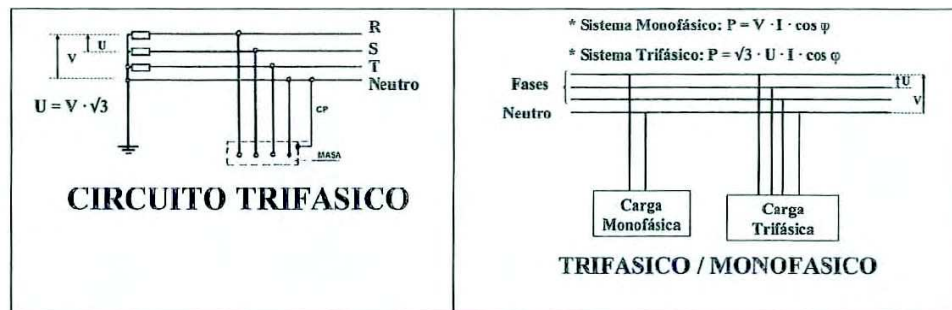 R
S
T
Neutro
U
V
U = V · √3
CP
MASA
CIRCUITO TRIFASICO
* Sistema Monofásico: P = V · I · cos φ
* Sistema Trifásico: P = √3 · U · I · cos φ
Fases
Neutro
U
V
Carga
Monofásica
Carga
Trifásica
TRIFASICO / MONOFASICO